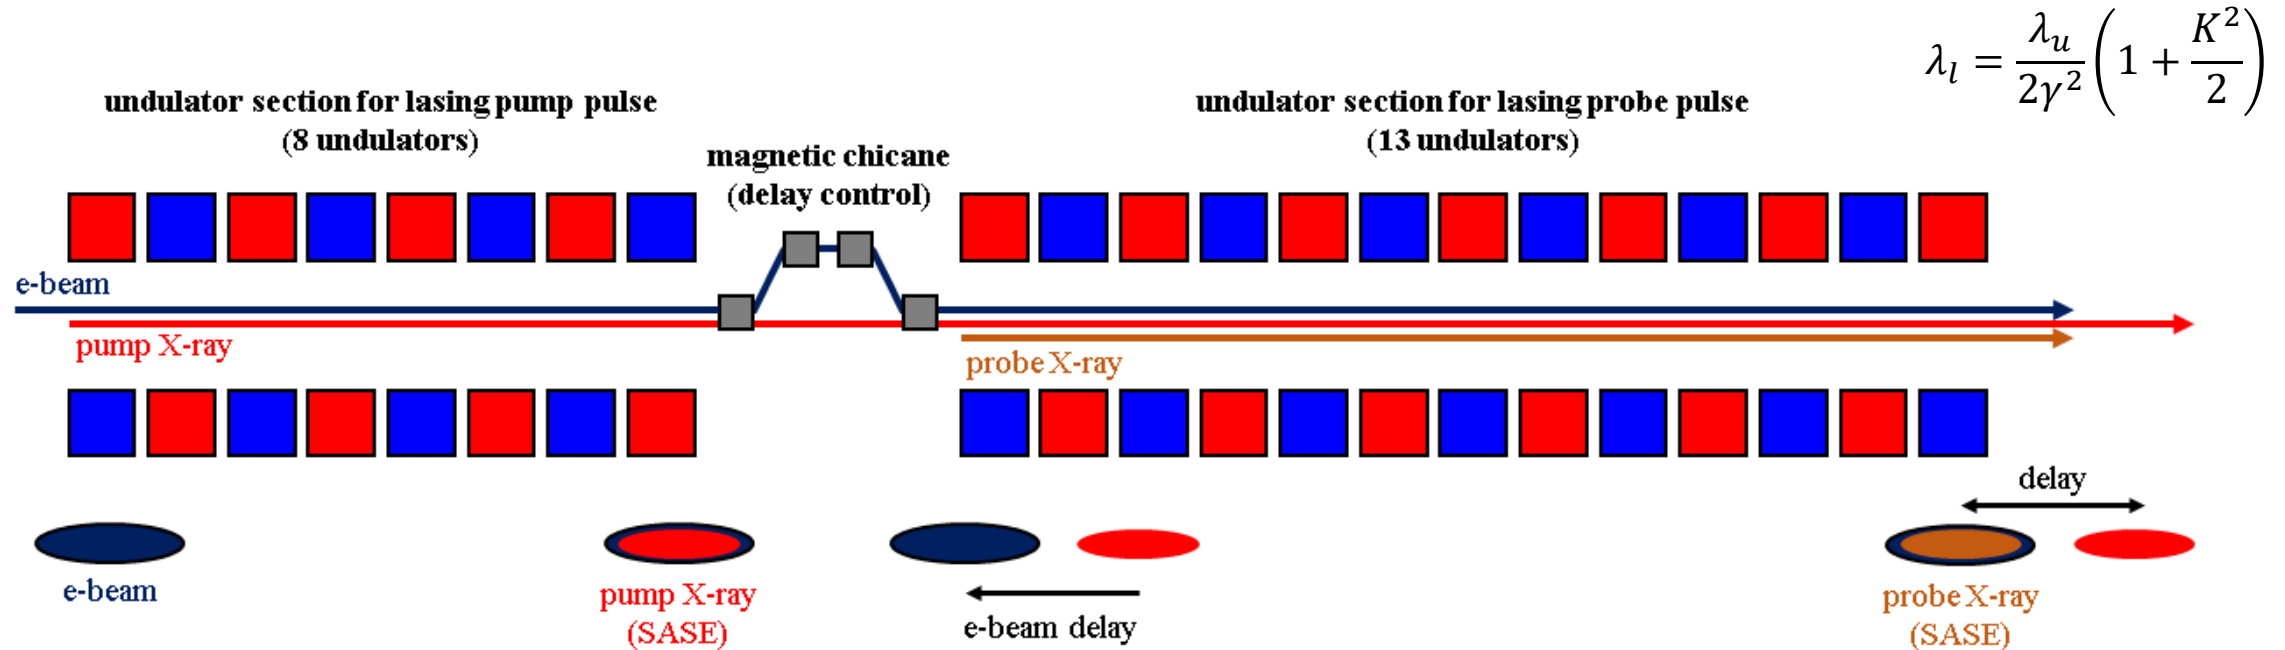 λ_l = λ_u / 2γ² (1 + K² / 2)
undulator section for lasing pump pulse
(8 undulators)
magnetic chicane
(delay control)
undulator section for lasing probe pulse
(13 undulators)
e-beam
pump X-ray
probe X-ray
delay
e-beam
pump X-ray
(SASE)
e-beam delay
probe X-ray
(SASE)